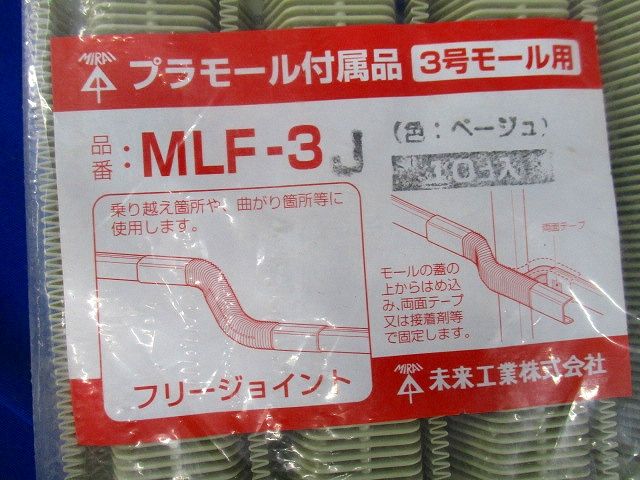 MIRAI
プラモール付属品
3号モール用
品番：MLF-3J
(色：ベージュ)
10コ入
乗り越え箇所や、曲がり箇所等に
使用します。
フリージョイント
両面テープ
モールの蓋の
上からはめ込
み、両面テープ
又は接着剤等
で固定します。
MIRAI
未来工業株式会社